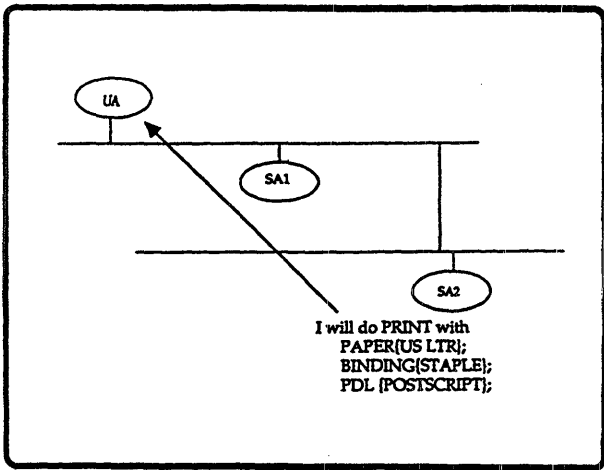 UA
SA1
SA2
I will do PRINT with
PAPER{US LTR};
BINDING{STAPLE};
PDL {POSTSCRIPT};